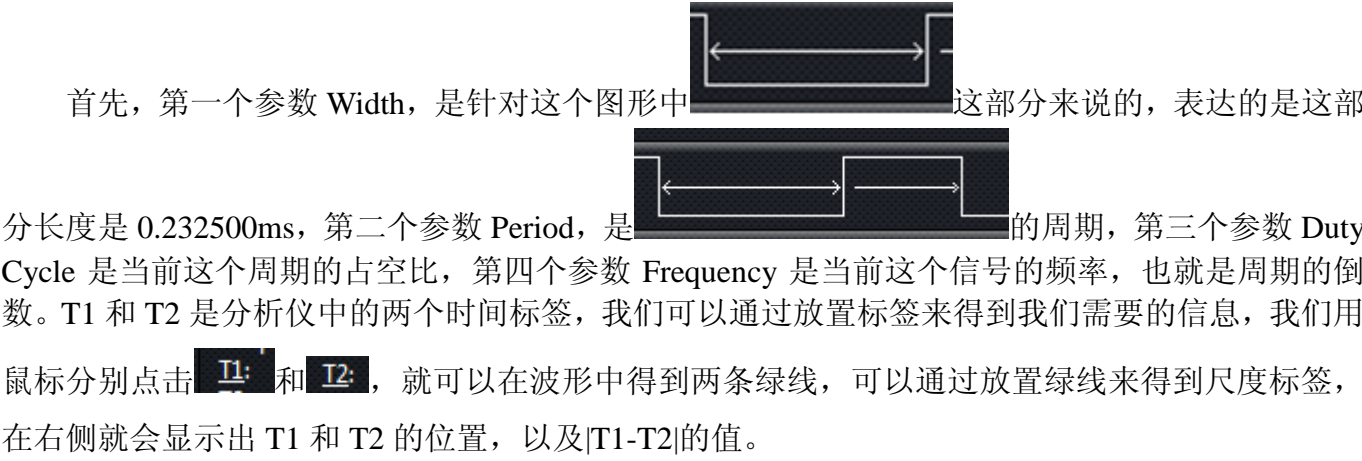 首先，第一个参数 Width，是针对这个图形中这部分来说的，表达的是这部
分长度是 0.232500ms，第二个参数 Period，是的周期，第三个参数 Duty
Cycle 是当前这个周期的占空比，第四个参数 Frequency 是当前这个信号的频率，也就是周期的倒
数。T1 和 T2 是分析仪中的两个时间标签，我们可以通过放置标签来得到我们需要的信息，我们用
鼠标分别点击 T1: 和 T2: ，就可以在波形中得到两条绿线，可以通过放置绿线来得到尺度标签，
在右侧就会显示出 T1 和 T2 的位置，以及|T1-T2|的值。